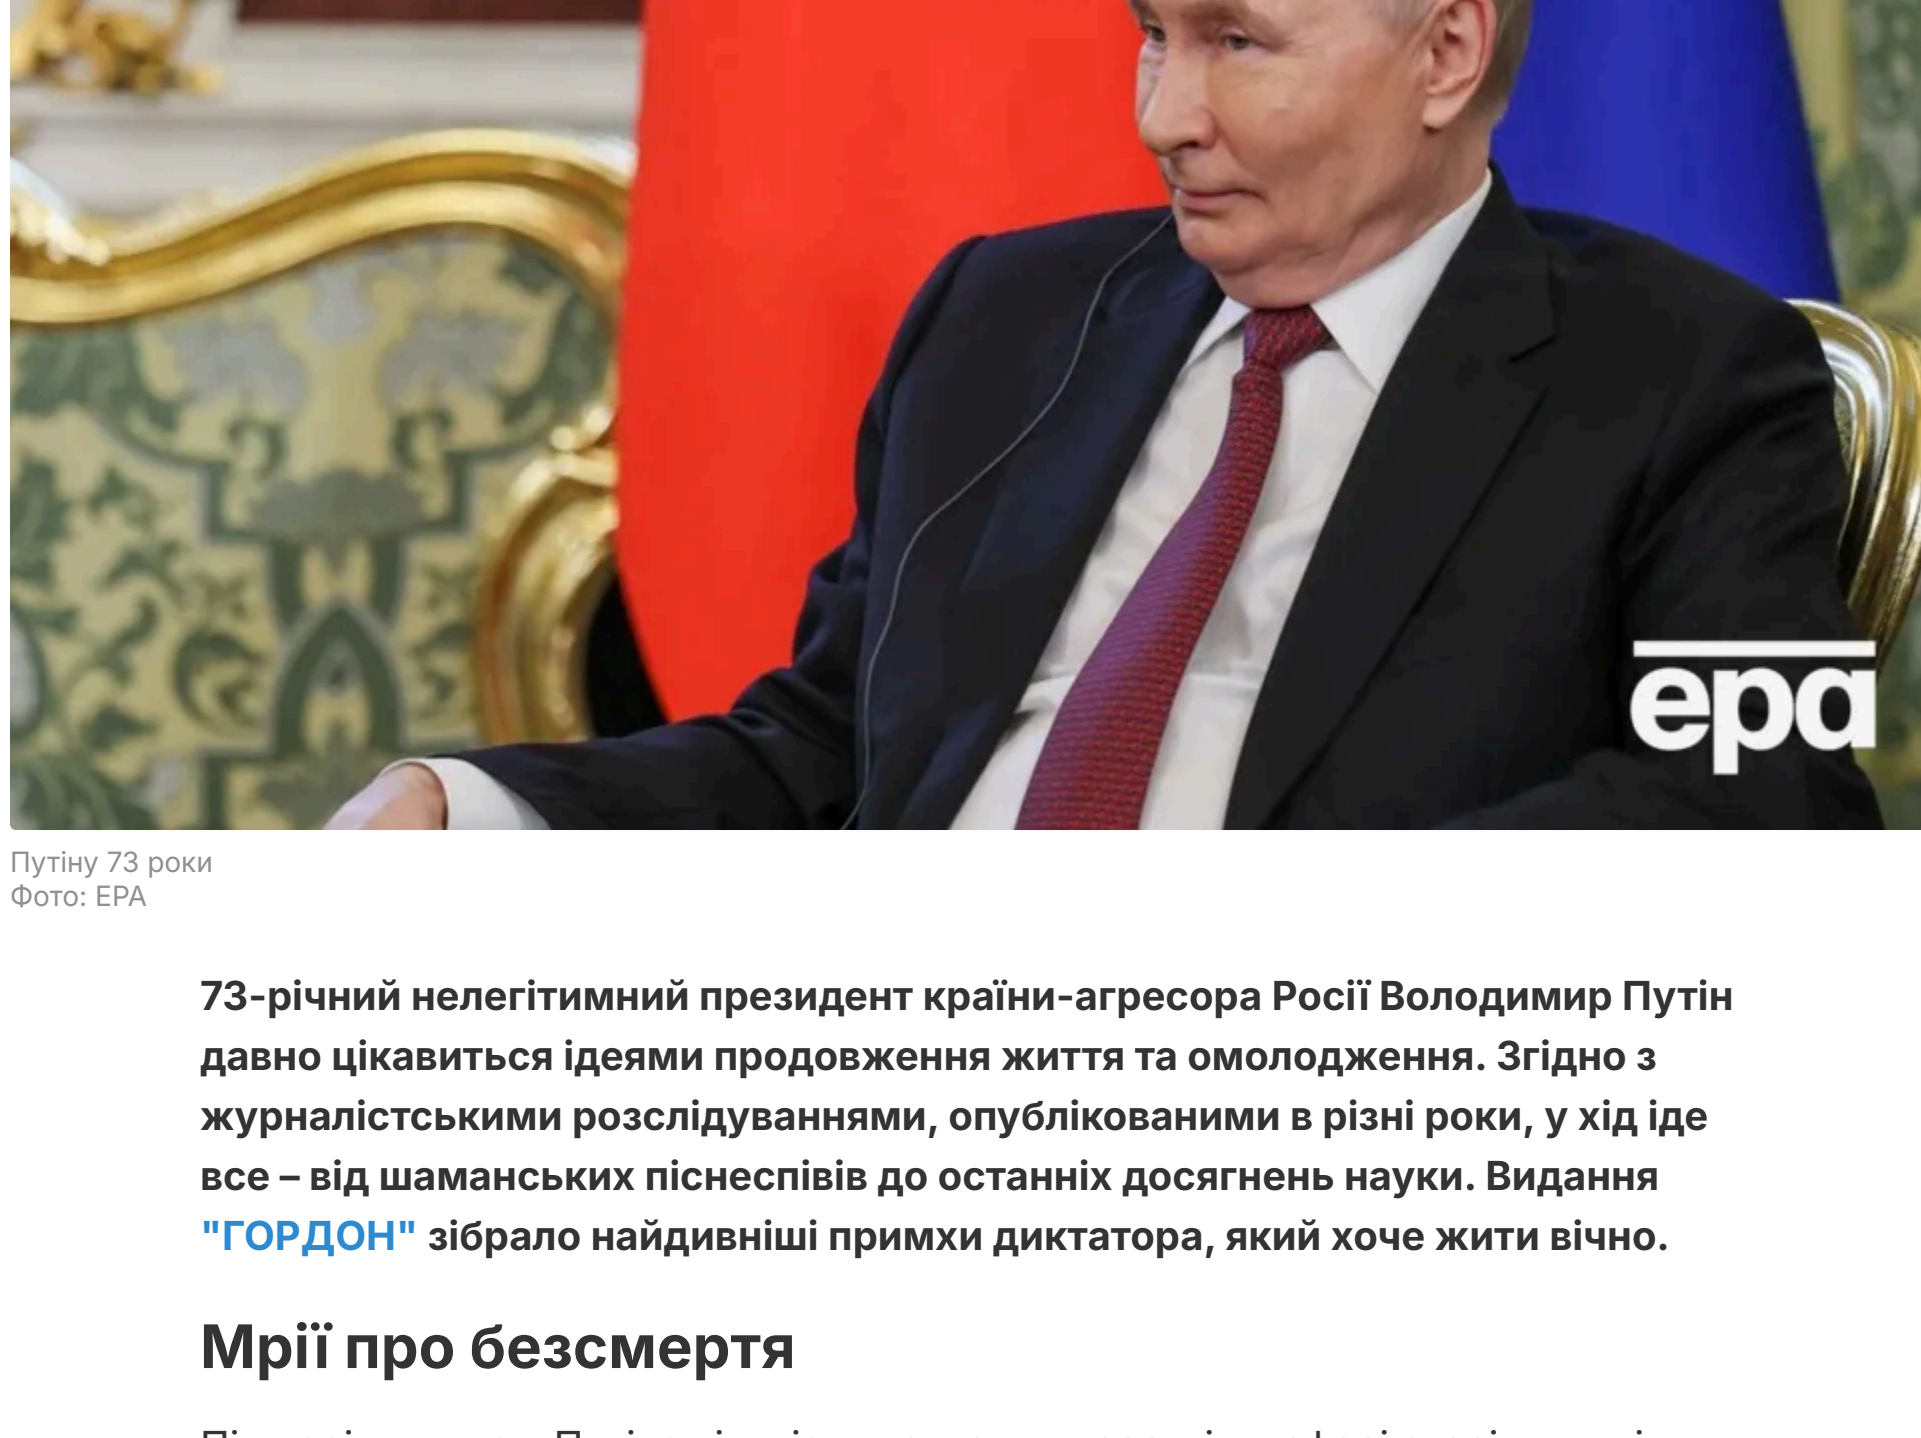 epa
Путіну 73 роки
Фото: EPA
73-річний нелегітимний президент країни-агресора Росії Володимир Путін
давно цікавиться ідеями продовження життя та омолодження. Згідно з
журналістськими розслідуваннями, опублікованими в різні роки, у хід іде
все – від шаманських піснеспівів до останніх досягнень науки. Видання
"ГОРДОН" зібрало найдивніші примхи диктатора, який хоче жити вічно.
Мрії про безсмертя